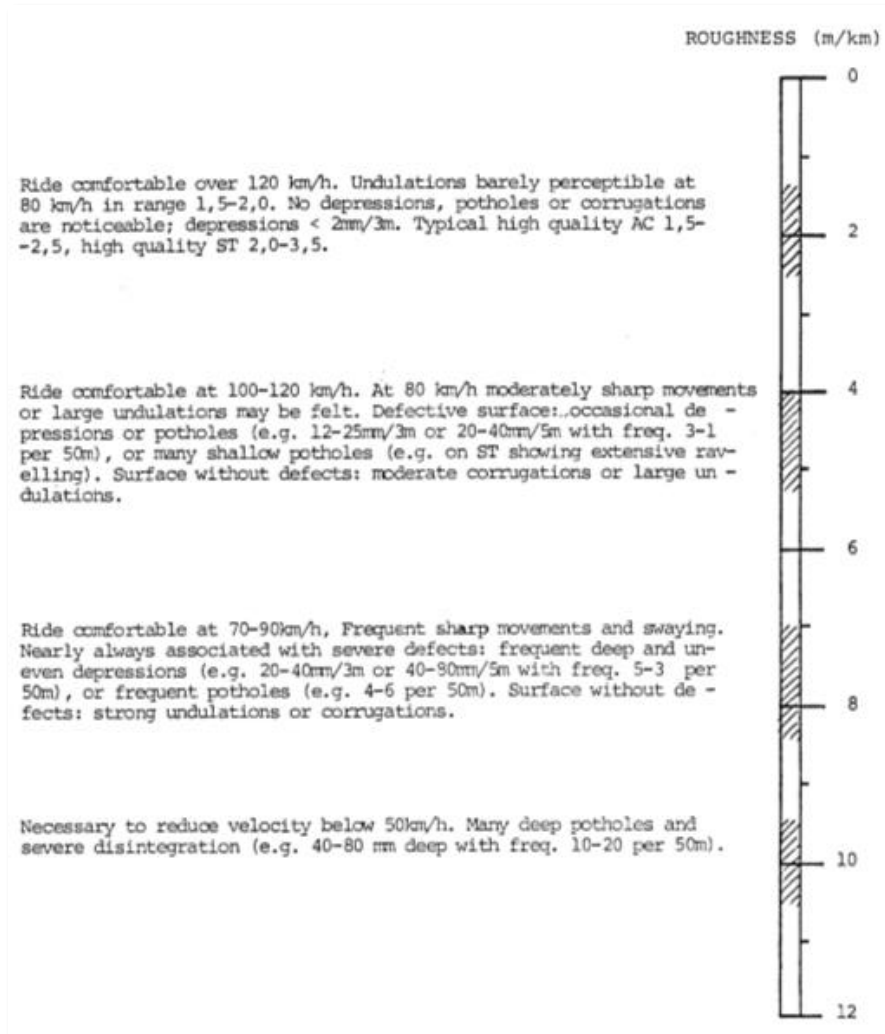 ROUGHNESS (m/km)
0
Ride comfortable over 120 km/h. Undulations barely perceptible at
80 km/h in range 1,5-2,0. No depressions, potholes or corrugations
are noticeable; depressions < 2mm/3m. Typical high quality AC 1,5-
-2,5, high quality ST 2,0-3,5.
2
Ride comfortable at 100-120 km/h. At 80 km/h moderately sharp movements
or large undulations may be felt. Defective surface:..occasional de -
pressions or potholes (e.g. 12-25mm/3m or 20-40mm/5m with freq. 3-1
per 50m), or many shallow potholes (e.g. on ST showing extensive rav-
elling). Surface without defects: moderate corrugations or large un -
dulations.
4
6
Ride comfortable at 70-90km/h, Frequent sharp movements and swaying.
Nearly always associated with severe defects: frequent deep and un-
even depressions (e.g. 20-40mm/3m or 40-90mm/5m with freq. 5-3 per
50m), or frequent potholes (e.g. 4-6 per 50m). Surface without de -
fects: strong undulations or corrugations.
8
Necessary to reduce velocity below 50km/h. Many deep potholes and
severe disintegration (e.g. 40-80 mm deep with freq. 10-20 per 50m).
10
12